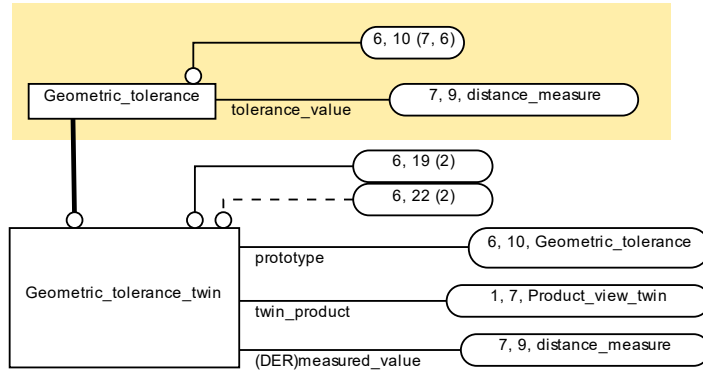 6, 10 (7, 6)
Geometric_tolerance
7, 9, distance_measure
tolerance_value
6, 19 (2)
6, 22 (2)
6, 10, Geometric_tolerance
prototype
Geometric_tolerance_twin
1, 7, Product_view_twin
twin_product
7, 9, distance_measure
(DER)measured_value